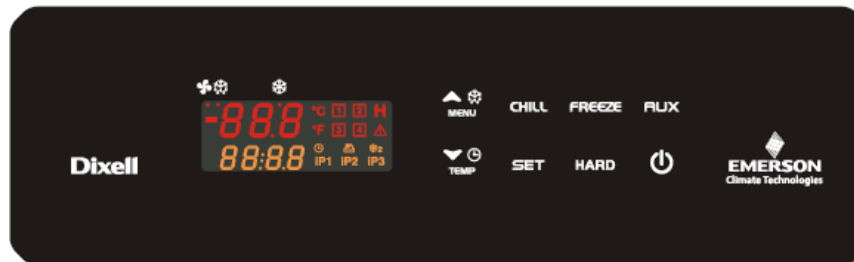 Dixell
-88.8 °C 1 2 H
°F 3 4
88:8.8 iP1 iP2 iP3
2
MENU CHILL FREEZE AUX
TEMP SET HARD
EMERSON
Climate Technologies